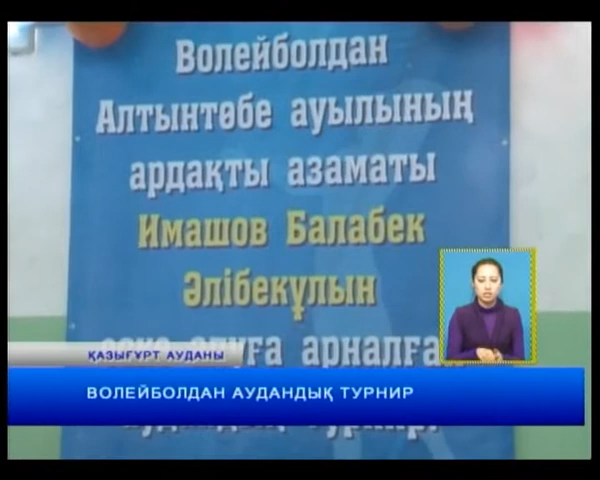 Волейболдан
Алтынтөбе ауылының
ардақты азаматы
Имашов Балабек
Әлібекұлын
арналған
ҚАЗЫҒҰРТ АУДАНЫ
ВОЛЕЙБОЛДАН АУДАНДЫҚ ТУРНИР